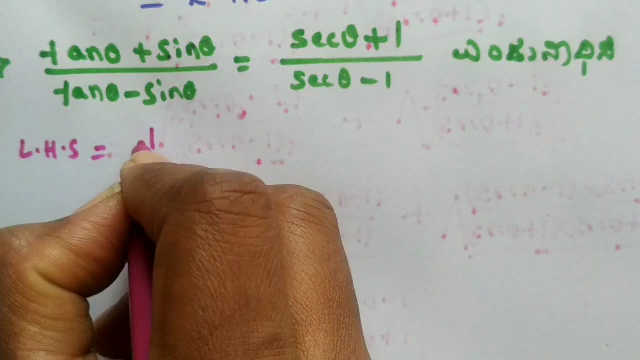 tanθ + sinθ / tanθ - sinθ = secθ + 1 / secθ - 1 ಎಂದು ಸಾಧಿಸಿ
L.H.S =